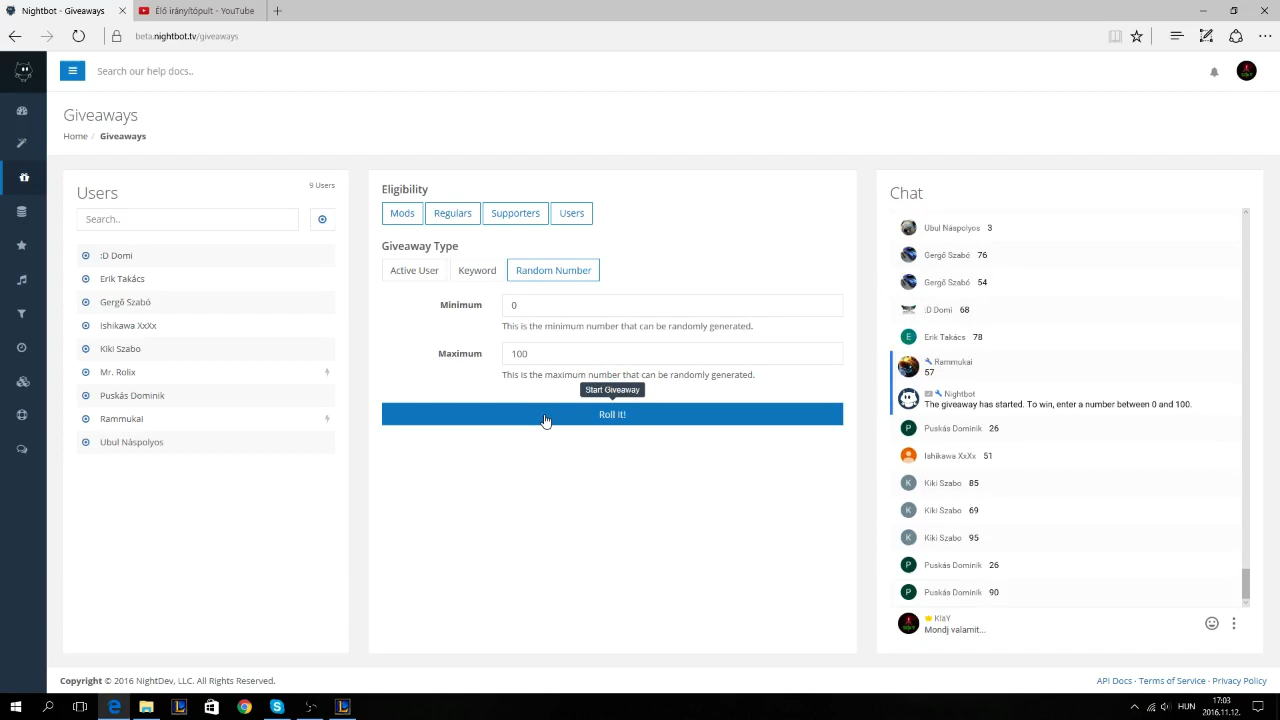 Nightbot - Giveaways
Élő irányítópult - YouTube
beta.nightbot.tv/giveaways
Search our help docs..
Giveaways
Home / Giveaways
Users
9 Users
Search..
:D Domi
Erik Takács
Gergő Szabó
Ishikawa XxXx
Kiki Szabo
Mr. Rolix
Puskás Dominik
Rammukai
Ubul Náspolyos
Eligibility
Mods
Regulars
Supporters
Users
Giveaway Type
Active User
Keyword
Random Number
Minimum
0
This is the minimum number that can be randomly generated.
Maximum
100
This is the maximum number that can be randomly generated.
Start Giveaway
Roll It!
Chat
Ubul Náspolyos 3
Gergő Szabó 76
Gergő Szabó 54
:D Domi 68
Erik Takács 78
Rammukai
57
Nightbot
The giveaway has started. To win, enter a number between 0 and 100.
Puskás Dominik 26
Ishikawa XxXx 51
Kiki Szabo 85
Kiki Szabo 69
Kiki Szabo 95
Puskás Dominik 26
Puskás Dominik 90
Mondj valamit...
Copyright © 2016 NightDev, LLC. All Rights Reserved.
API Docs · Terms of Service · Privacy Policy
HUN
17:03
2016.11.12.